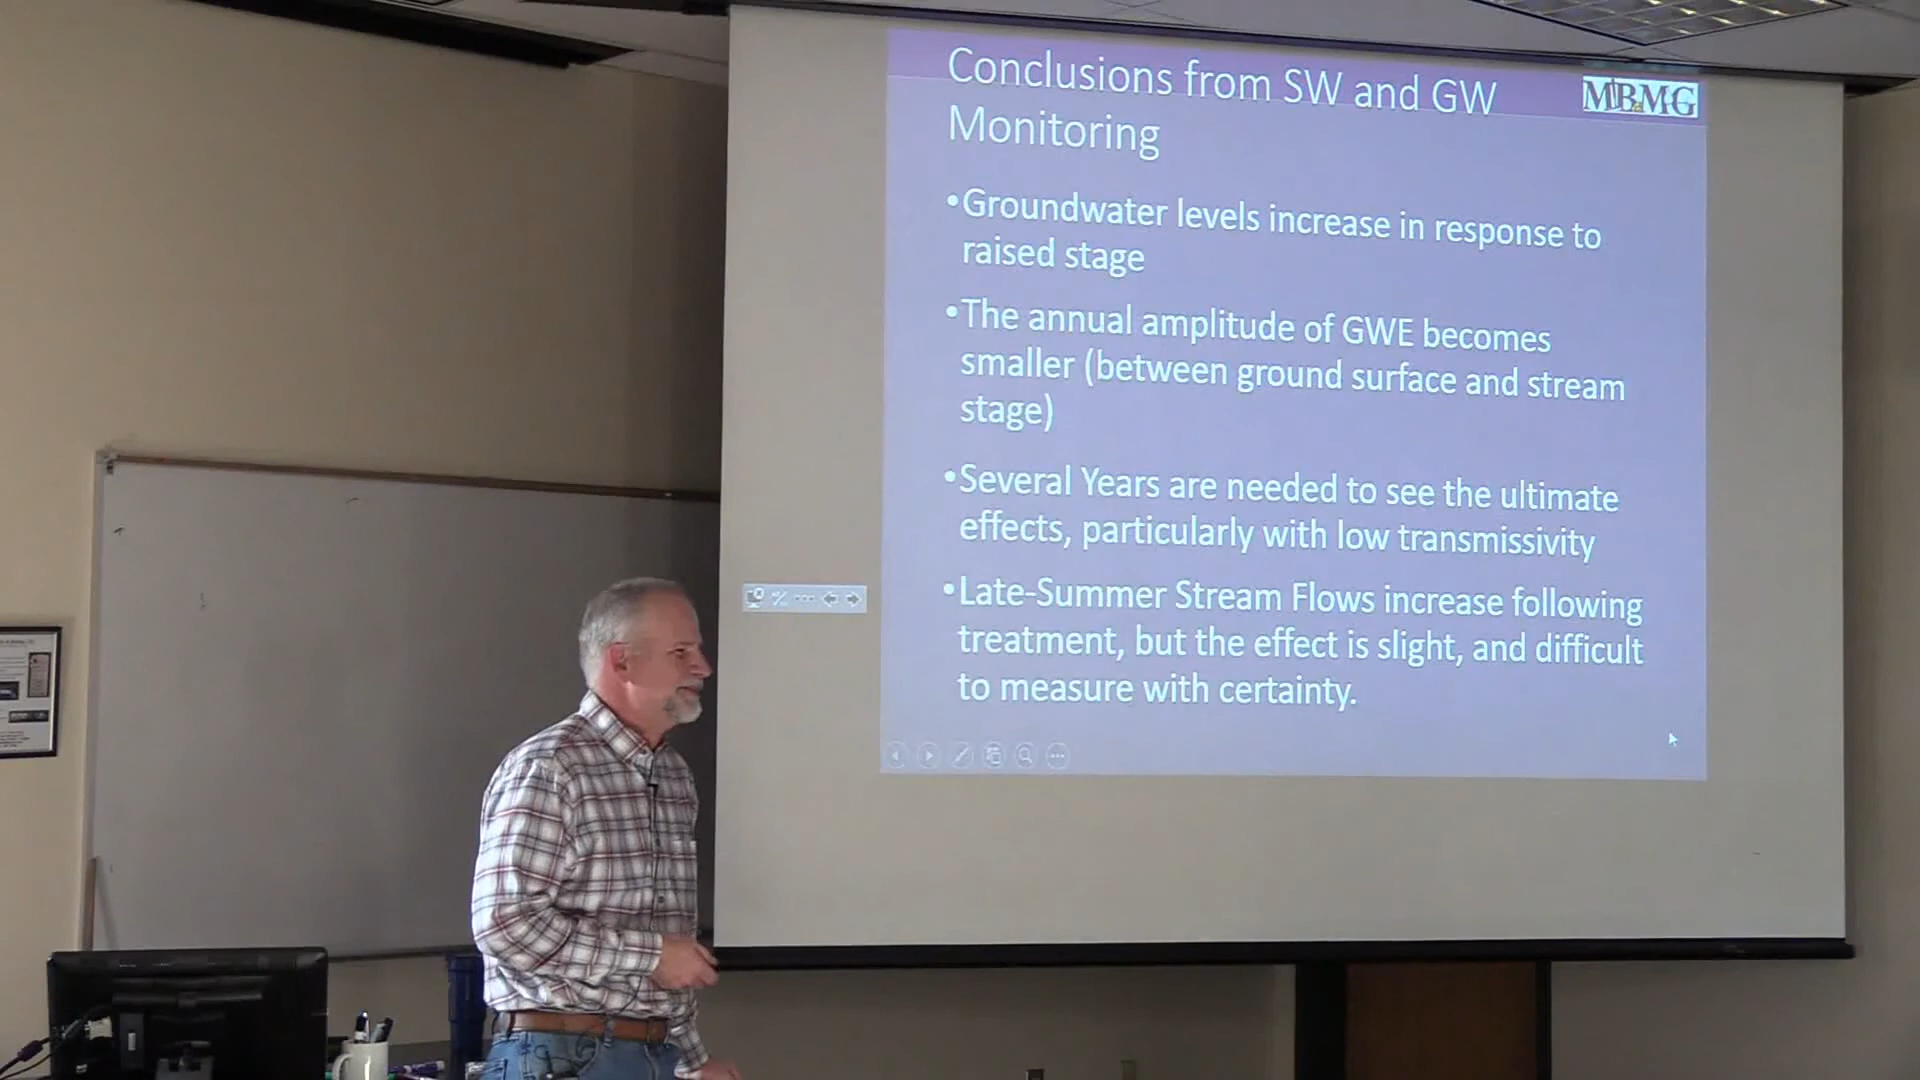 Conclusions from SW and GW
Monitoring
MBMG
•Groundwater levels increase in response to
raised stage
•The annual amplitude of GWE becomes
smaller (between ground surface and stream
stage)
•Several Years are needed to see the ultimate
effects, particularly with low transmissivity
•Late-Summer Stream Flows increase following
treatment, but the effect is slight, and difficult
to measure with certainty.